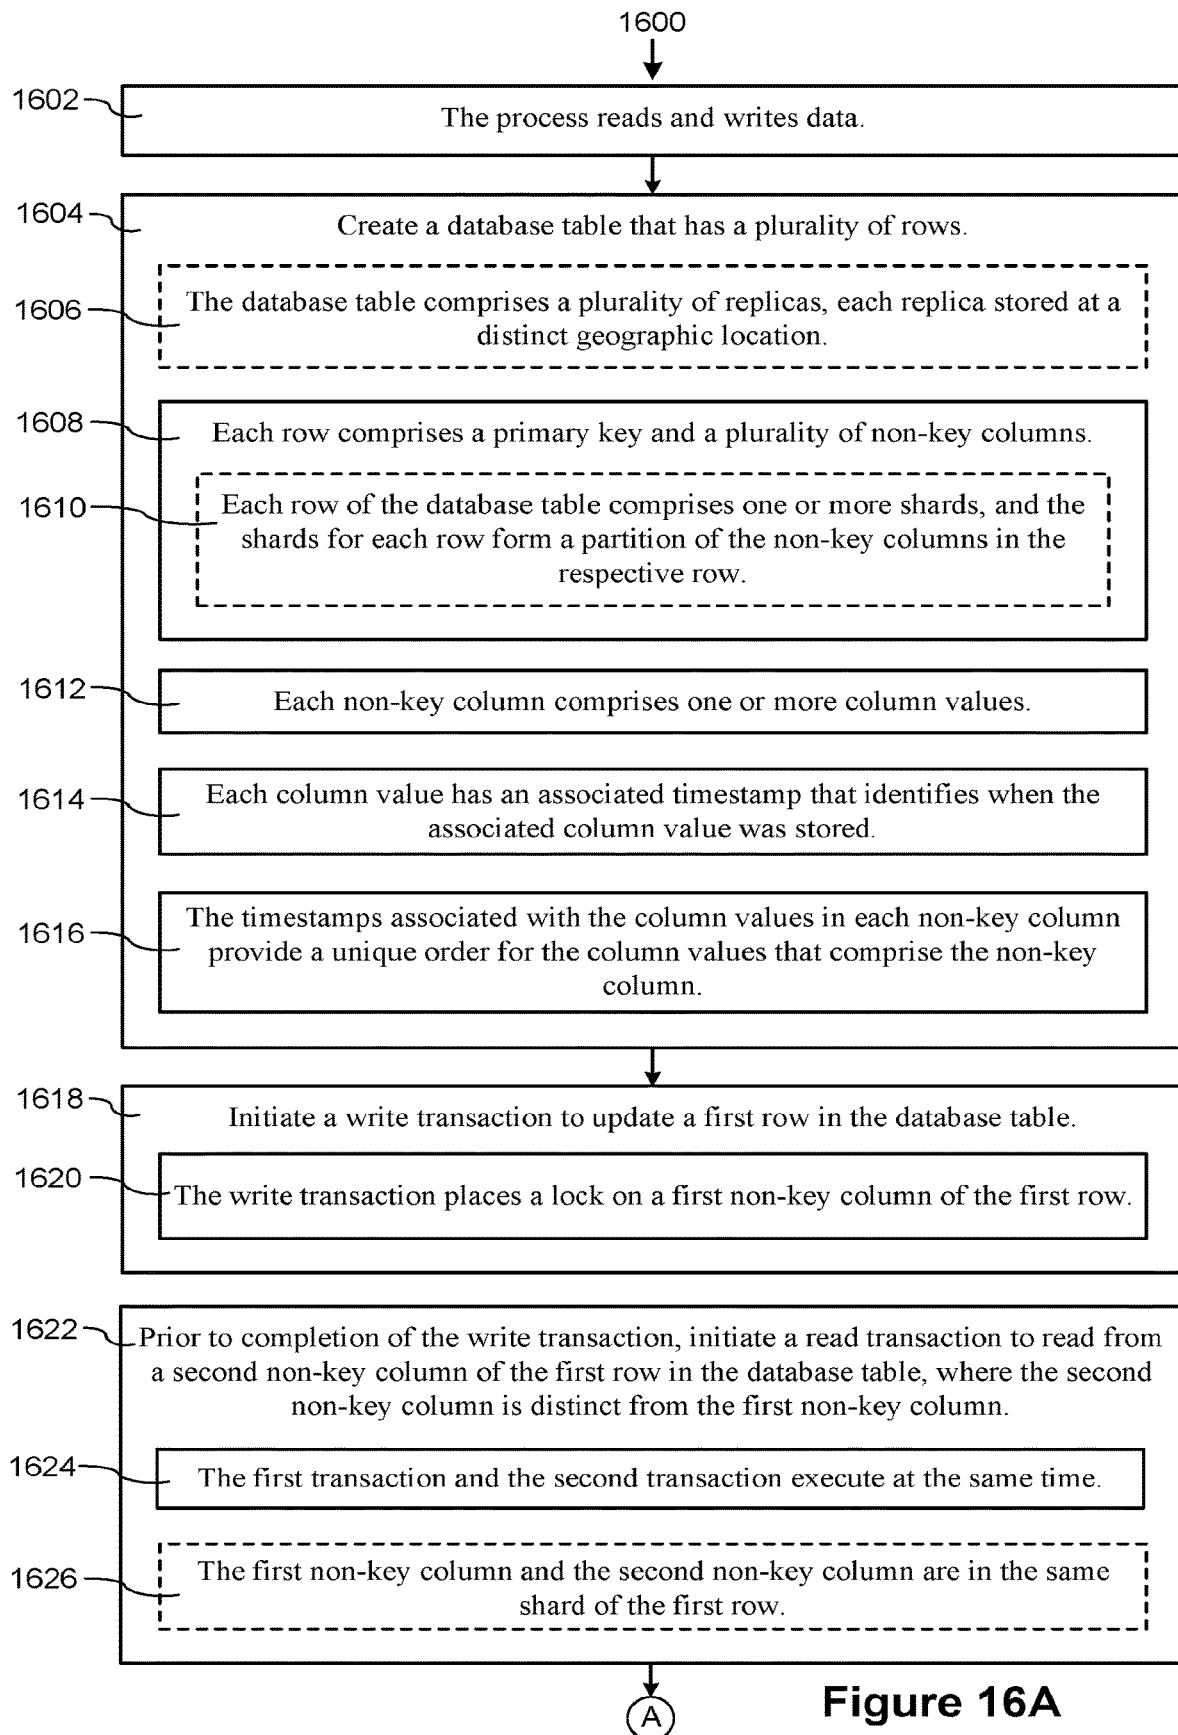 1600
1602
The process reads and writes data.
1604
Create a database table that has a plurality of rows.
1606
The database table comprises a plurality of replicas, each replica stored at a
distinct geographic location.
1608
Each row comprises a primary key and a plurality of non-key columns.
1610
Each row of the database table comprises one or more shards, and the
shards for each row form a partition of the non-key columns in the
respective row.
1612
Each non-key column comprises one or more column values.
1614
Each column value has an associated timestamp that identifies when the
associated column value was stored.
1616
The timestamps associated with the column values in each non-key column
provide a unique order for the column values that comprise the non-key
column.
1618
Initiate a write transaction to update a first row in the database table.
1620
The write transaction places a lock on a first non-key column of the first row.
1622
Prior to completion of the write transaction, initiate a read transaction to read from
a second non-key column of the first row in the database table, where the second
non-key column is distinct from the first non-key column.
1624
The first transaction and the second transaction execute at the same time.
1626
The first non-key column and the second non-key column are in the same
shard of the first row.
A
Figure 16A